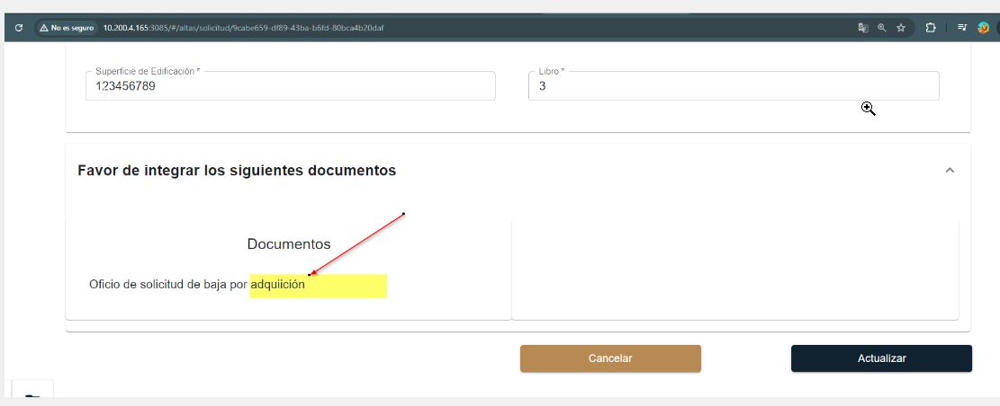 No es seguro 10.200.4.165:3085/#/altas/solicitud/9cabe659-df89-43ba-b6fd-80bca4b20daf
Superficie de Edificación * Libro *
123456789 3
Favor de integrar los siguientes documentos
Documentos
Oficio de solicitud de baja por adquiición
Cancelar Actualizar